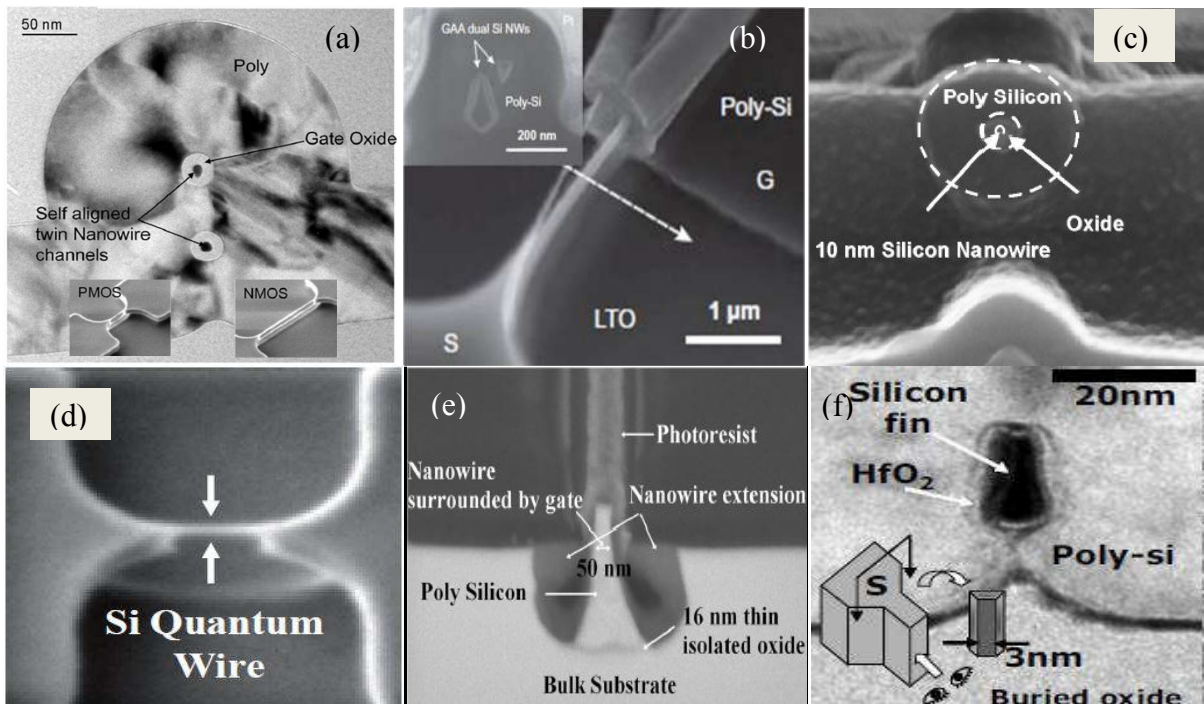 50 nm
(a)
Poly
Gate Oxide
Self aligned
twin Nanowire
channels
PMOS
NMOS
(b)
GAA dual Si NWs
Pt
Poly-Si
200 nm
Poly-Si
G
LTO
1 µm
S
(c)
Poly Silicon
Oxide
10 nm Silicon Nanowire
(d)
Si Quantum
Wire
(e)
Photoresist
Nanowire
surrounded by gate
Nanowire extension
50 nm
Poly Silicon
16 nm thin
isolated oxide
Bulk Substrate
(f)
Silicon
fin
20nm
HfO₂
Poly-si
S
3nm
Buried oxide